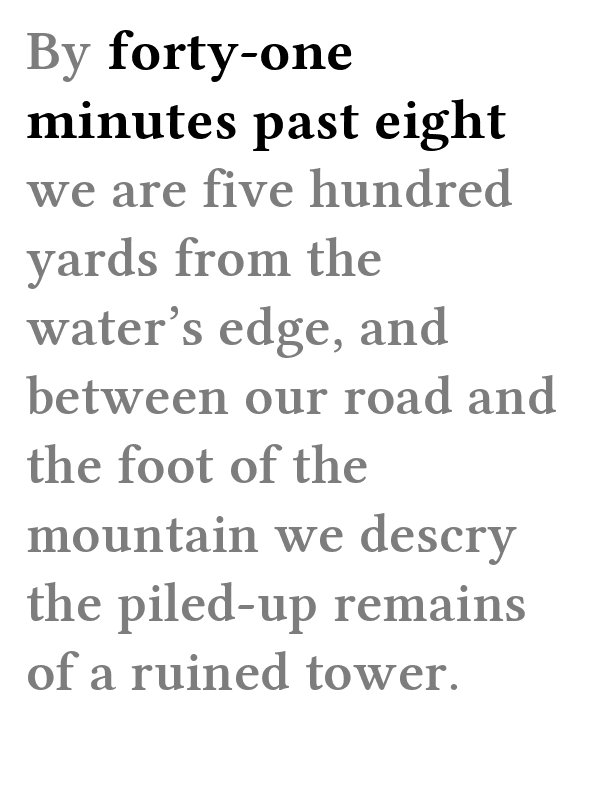 By forty-one
minutes past eight
we are five hundred
yards from the
water’s edge, and
between our road and
the foot of the
mountain we descry
the piled-up remains
of a ruined tower.